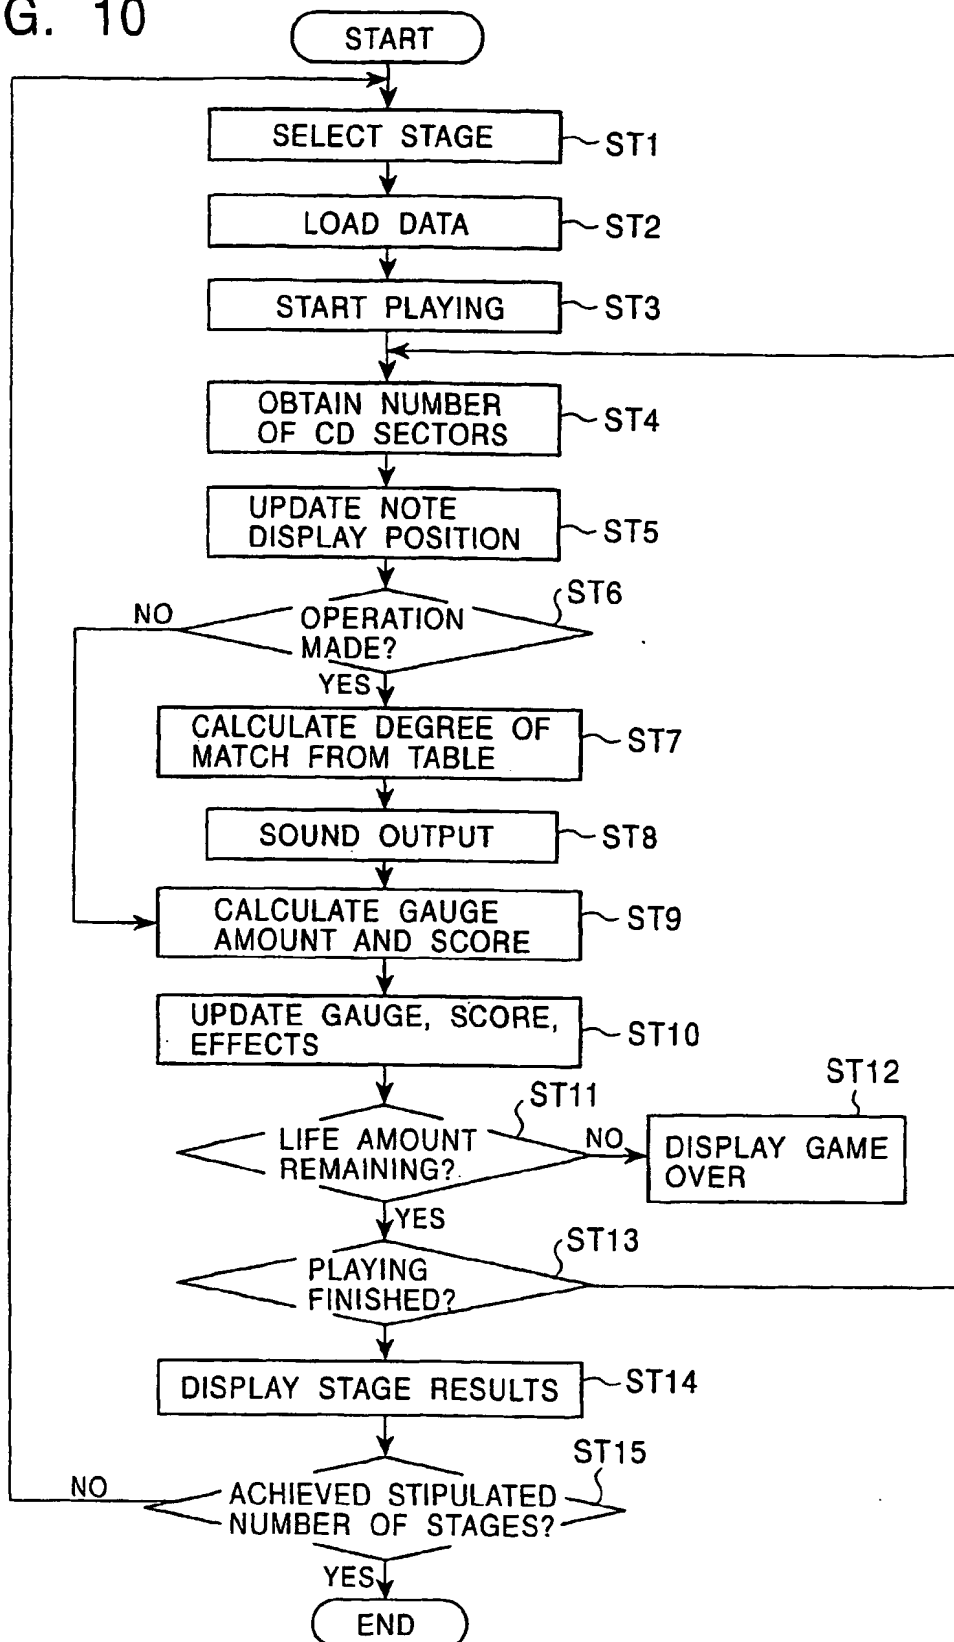 G. 10
START
SELECT STAGE
ST1
LOAD DATA
ST2
START PLAYING
ST3
OBTAIN NUMBER
OF CD SECTORS
ST4
UPDATE NOTE
DISPLAY POSITION
ST5
ST6
NO
OPERATION
MADE?
YES
CALCULATE DEGREE OF
MATCH FROM TABLE
ST7
SOUND OUTPUT
ST8
CALCULATE GAUGE
AMOUNT AND SCORE
ST9
UPDATE GAUGE, SCORE,
EFFECTS
ST10
ST11
ST12
LIFE AMOUNT
REMAINING?
NO
DISPLAY GAME
OVER
YES
ST13
PLAYING
FINISHED?
DISPLAY STAGE RESULTS
ST14
ST15
NO
ACHIEVED STIPULATED
NUMBER OF STAGES?
YES
END